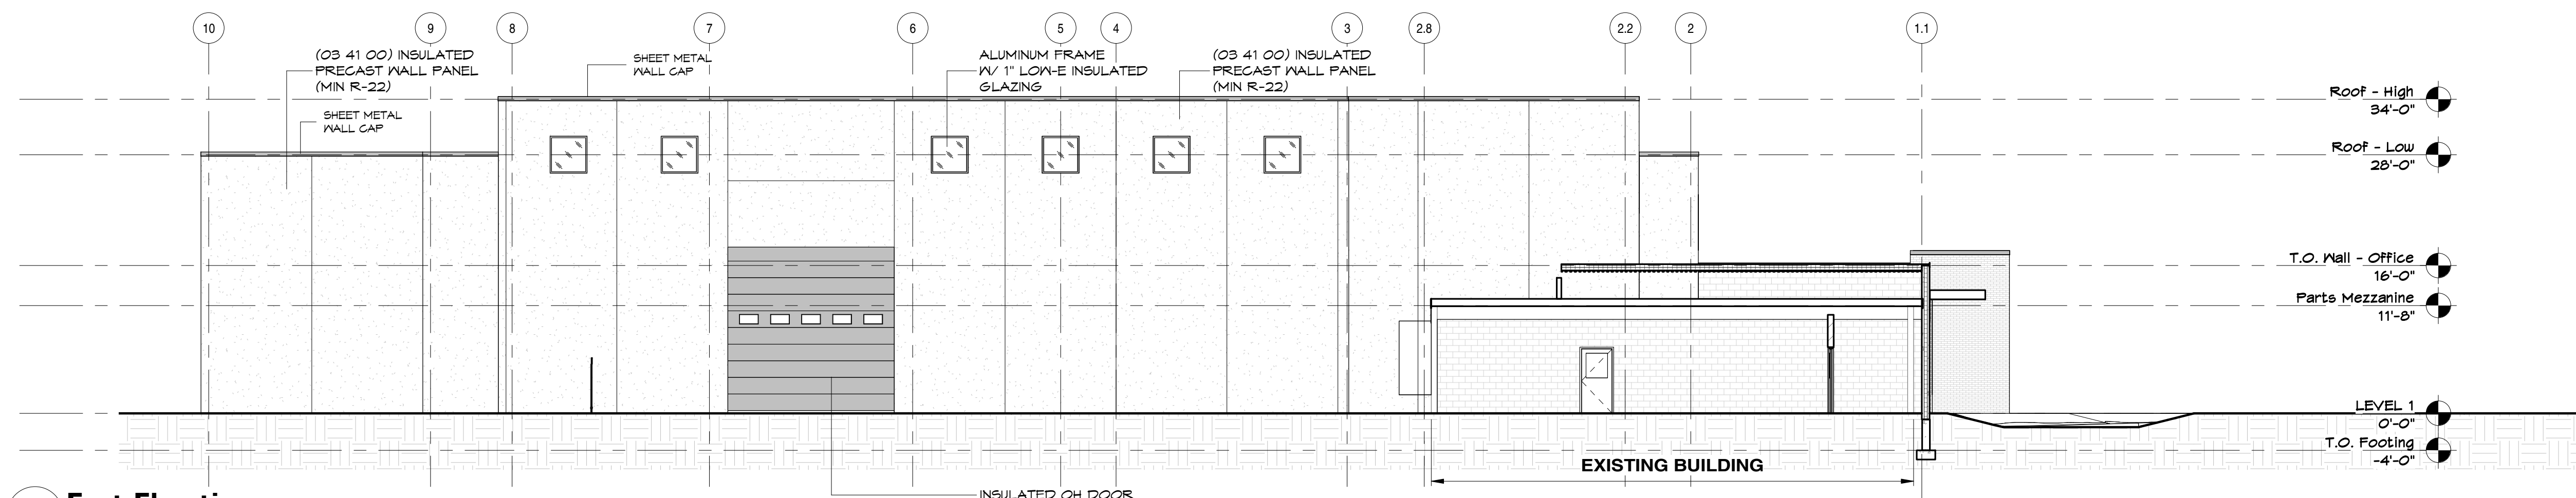 10
9
8
7
6
5
4
3
2.8
2.2
2
1.1
(03 41 00) INSULATED
PRECAST WALL PANEL
(MIN R-22)
SHEET METAL
WALL CAP
SHEET METAL
WALL CAP
ALUMINUM FRAME
W/ 1" LOW-E INSULATED
GLAZING
(03 41 00) INSULATED
PRECAST WALL PANEL
(MIN R-22)
Roof - High
34'-0"
Roof - Low
28'-0"
T.O. Wall - Office
16'-0"
Parts Mezzanine
11'-8"
LEVEL 1
0'-0"
T.O. Footing
-4'-0"
EXISTING BUILDING
INSULATED OH DOOR
East Elevation